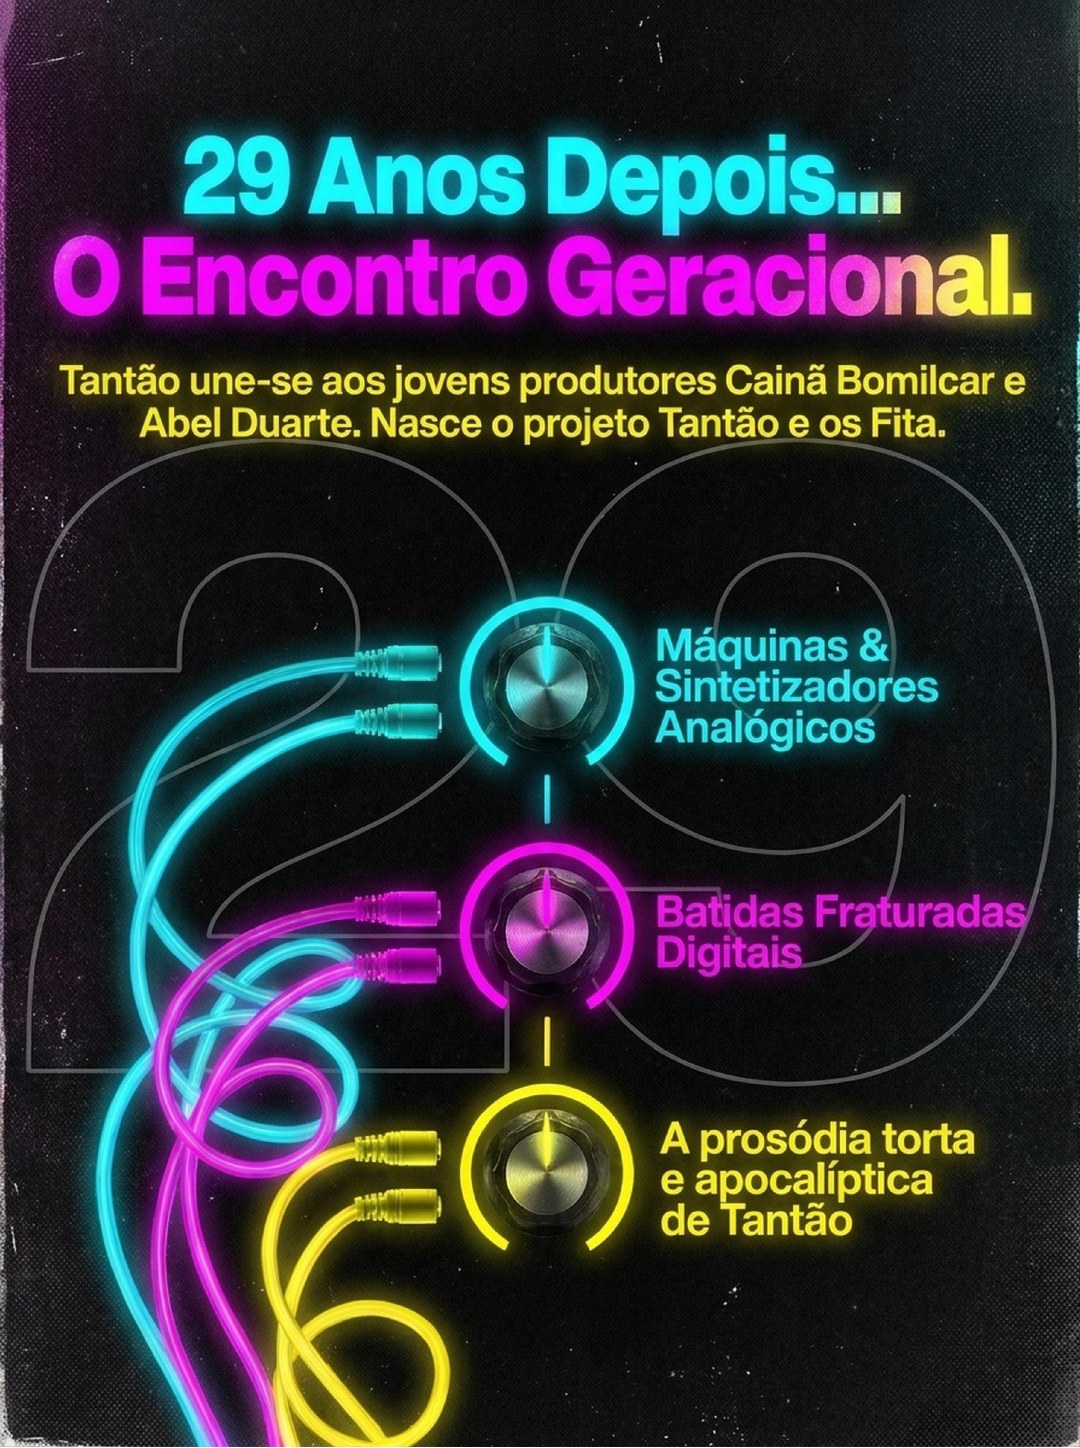 29 Anos Depois...
O Encontro Geracional.
Tantão une-se aos jovens produtores Cainã Bomilcar e
Abel Duarte. Nasce o projeto Tantão e os Fita.
29
Máquinas &
Sintetizadores
Analógicos
Batidas Fraturadas
Digitais
A prosódia torta
e apocalíptica
de Tantão